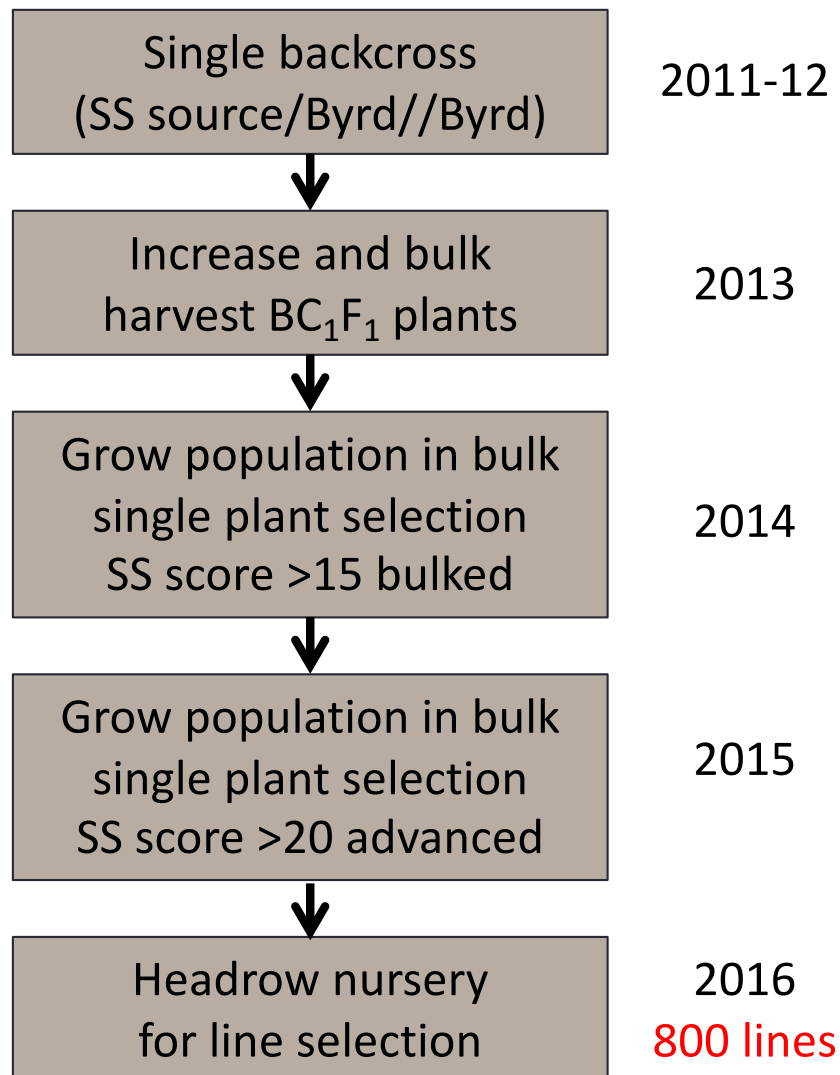 Single backcross
(SS source/Byrd//Byrd)
2011-12
Increase and bulk
harvest BC₁F₁ plants
2013
Grow population in bulk
single plant selection
SS score >15 bulked
2014
Grow population in bulk
single plant selection
SS score >20 advanced
2015
Headrow nursery
for line selection
2016
800 lines